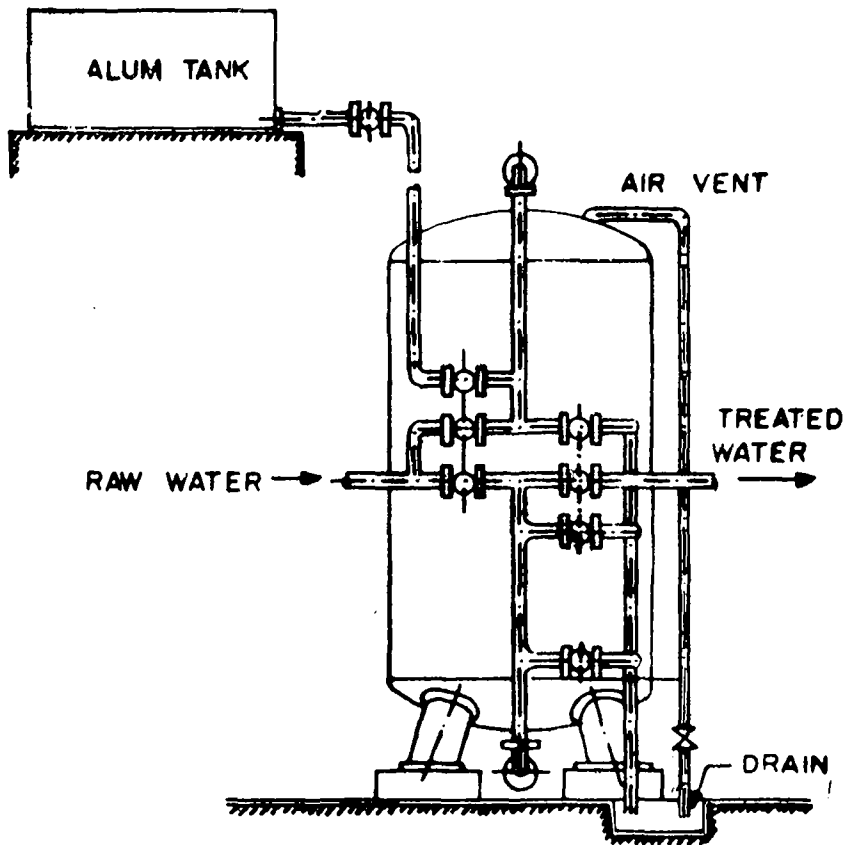 ALUM TANK
AIR VENT
TREATED
WATER
RAW WATER
DRAIN